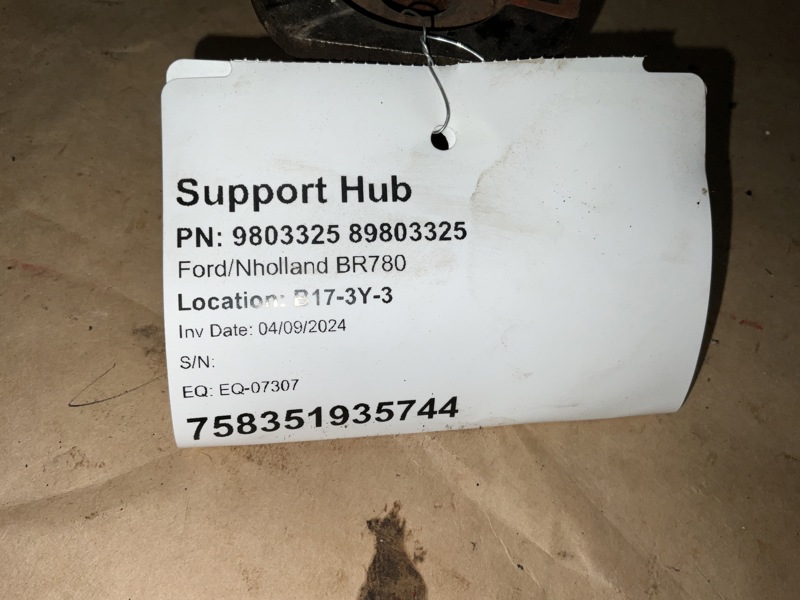 Support Hub
PN: 9803325 89803325
Ford/Nholland BR780
Location: B17-3Y-3
Inv Date: 04/09/2024
S/N:
EQ: EQ-07307
758351935744